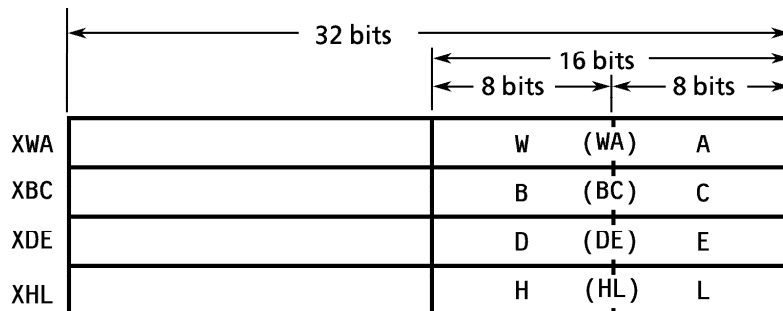 32 bits
16 bits
8 bits 8 bits
XWA W (WA) A
XBC B (BC) C
XDE D (DE) E
XHL H (HL) L